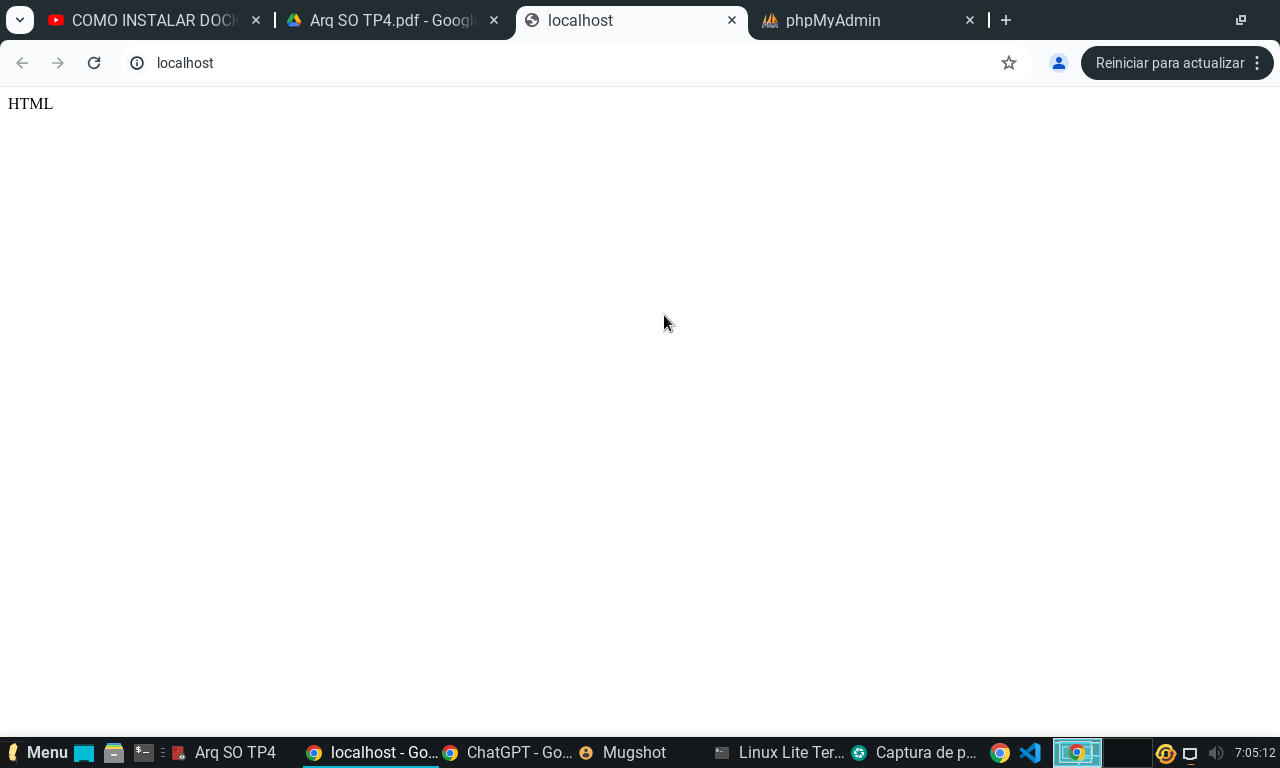 COMO INSTALAR DOCK
Arq SO TP4.pdf - Google
localhost
phpMyAdmin
localhost
Reiniciar para actualizar
HTML
Menu
Arq SO TP4
localhost - Go...
ChatGPT - Go...
Mugshot
Linux Lite Ter...
Captura de p...
7:05:12